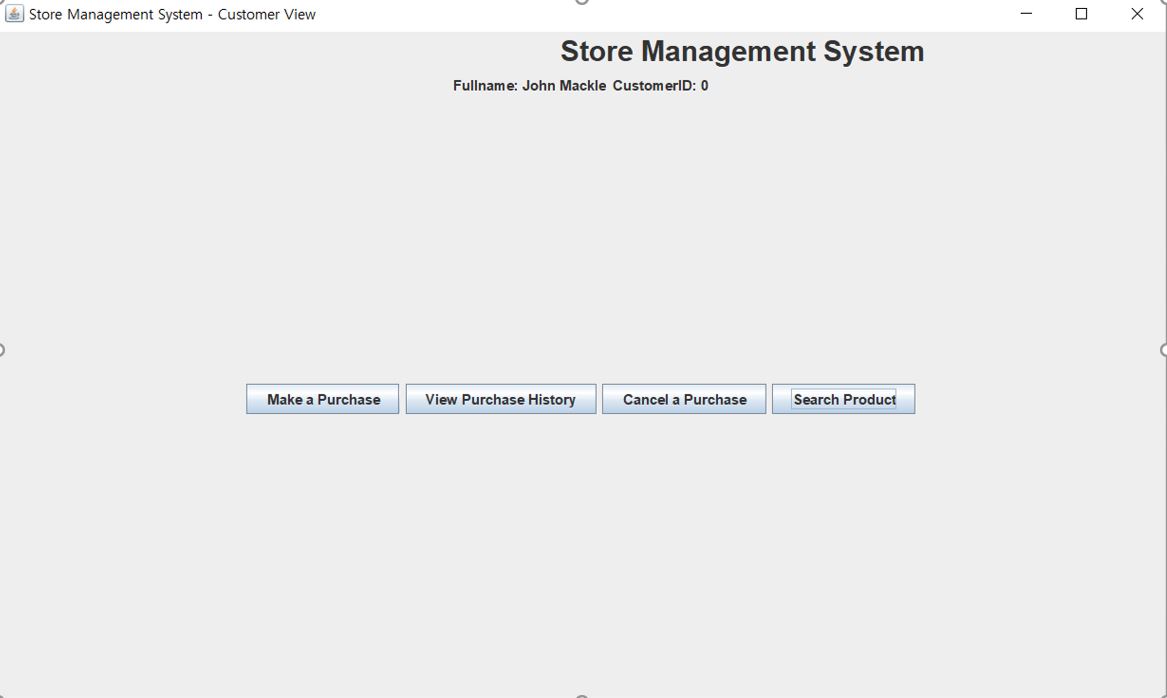 Store Management System - Customer View
Store Management System
Fullname: John Mackle CustomerID: 0
Make a Purchase View Purchase History Cancel a Purchase Search Product